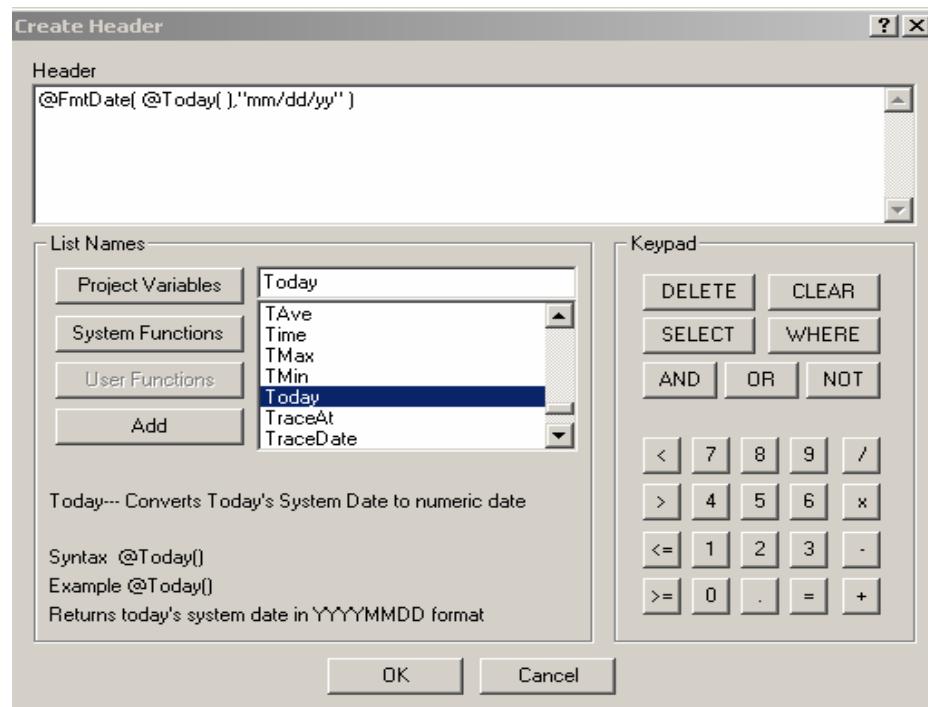 Create Header
? X
Header
@FmtDate( @Today( ),"mm/dd/yy" )
List Names
Project Variables
System Functions
User Functions
Add
Today
TAve
Time
TMax
TMin
Today
TraceAt
TraceDate
Today--- Converts Today's System Date to numeric date
Syntax @Today()
Example @Today()
Returns today's system date in YYYYMMDD format
Keypad
DELETE CLEAR
SELECT WHERE
AND OR NOT
< 7 8 9 /
> 4 5 6 x
<= 1 2 3 -
>= 0 . = +
OK Cancel